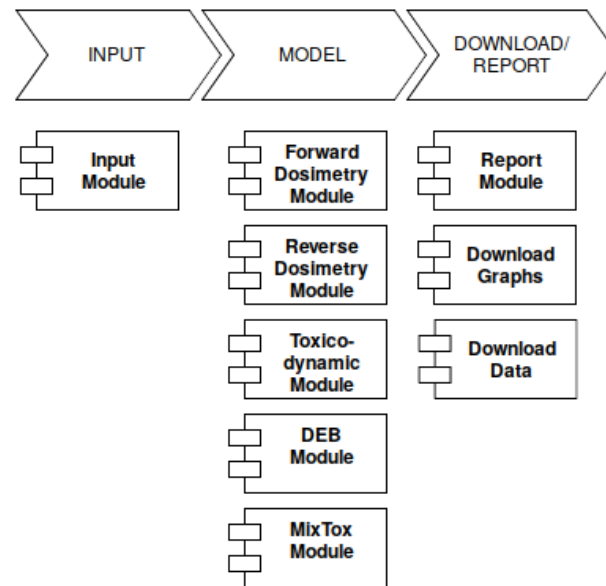 INPUT
MODEL
DOWNLOAD/
REPORT
Input
Module
Forward
Dosimetry
Module
Report
Module
Reverse
Dosimetry
Module
Download
Graphs
Toxico-
dynamic
Module
Download
Data
DEB
Module
MixTox
Module